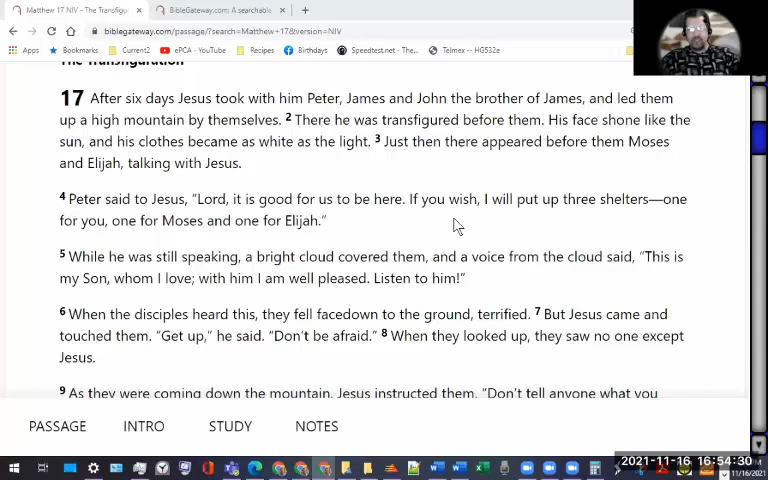 Matthew 17 NIV - The Transfigu
BibleGateway.com: A searchable
biblegateway.com/passage/?search=Matthew+17&version=NIV
Apps
Bookmarks
Current2
ePCA - YouTube
Recipes
Birthdays
Speedtest.net - The...
Telmex -- HG532e
The Transfiguration
17 After six days Jesus took with him Peter, James and John the brother of James, and led them
up a high mountain by themselves. 2 There he was transfigured before them. His face shone like the
sun, and his clothes became as white as the light. 3 Just then there appeared before them Moses
and Elijah, talking with Jesus.
4 Peter said to Jesus, “Lord, it is good for us to be here. If you wish, I will put up three shelters—one
for you, one for Moses and one for Elijah.”
5 While he was still speaking, a bright cloud covered them, and a voice from the cloud said, “This is
my Son, whom I love; with him I am well pleased. Listen to him!”
6 When the disciples heard this, they fell facedown to the ground, terrified. 7 But Jesus came and
touched them. “Get up,” he said. “Don’t be afraid.” 8 When they looked up, they saw no one except
Jesus.
9 As they were coming down the mountain, Jesus instructed them, “Don’t tell anyone what you
PASSAGE
INTRO
STUDY
NOTES
2021-11-16 16:54:30
11/16/2021